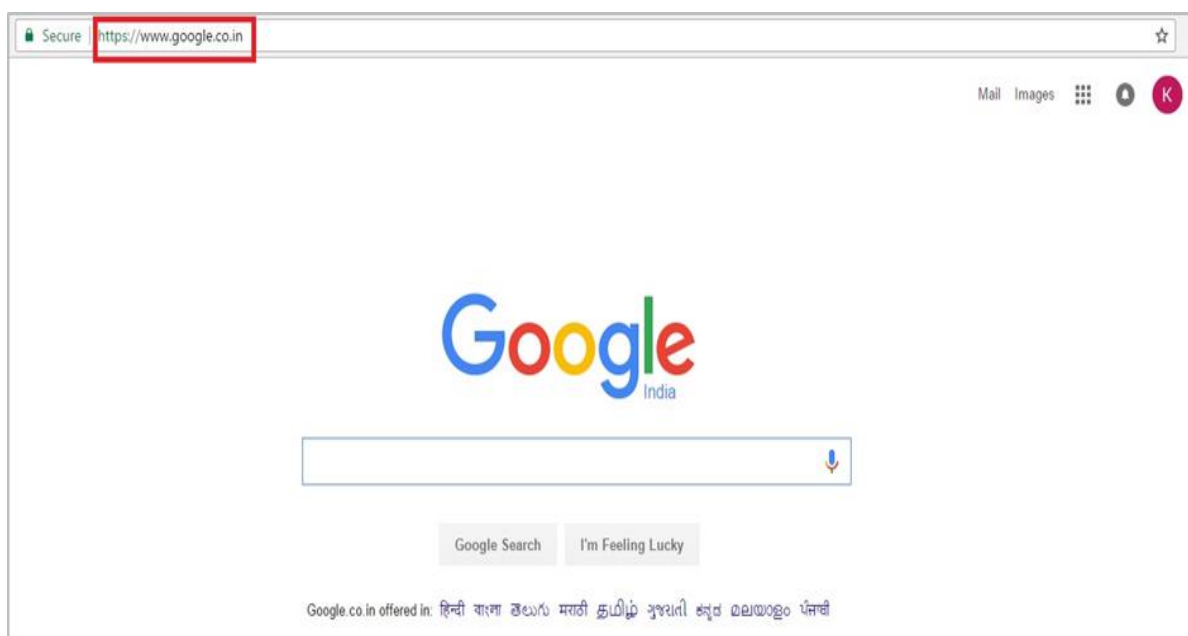 Secure https://www.google.co.in
Mail Images K
Google
India
Google Search I'm Feeling Lucky
Google.co.in offered in: हिन्दी বাংলা తెలుగు मराठी தமிழ் ગુજરાતી ಕನ್ನಡ മലയാളം ਪੰਜਾਬੀ